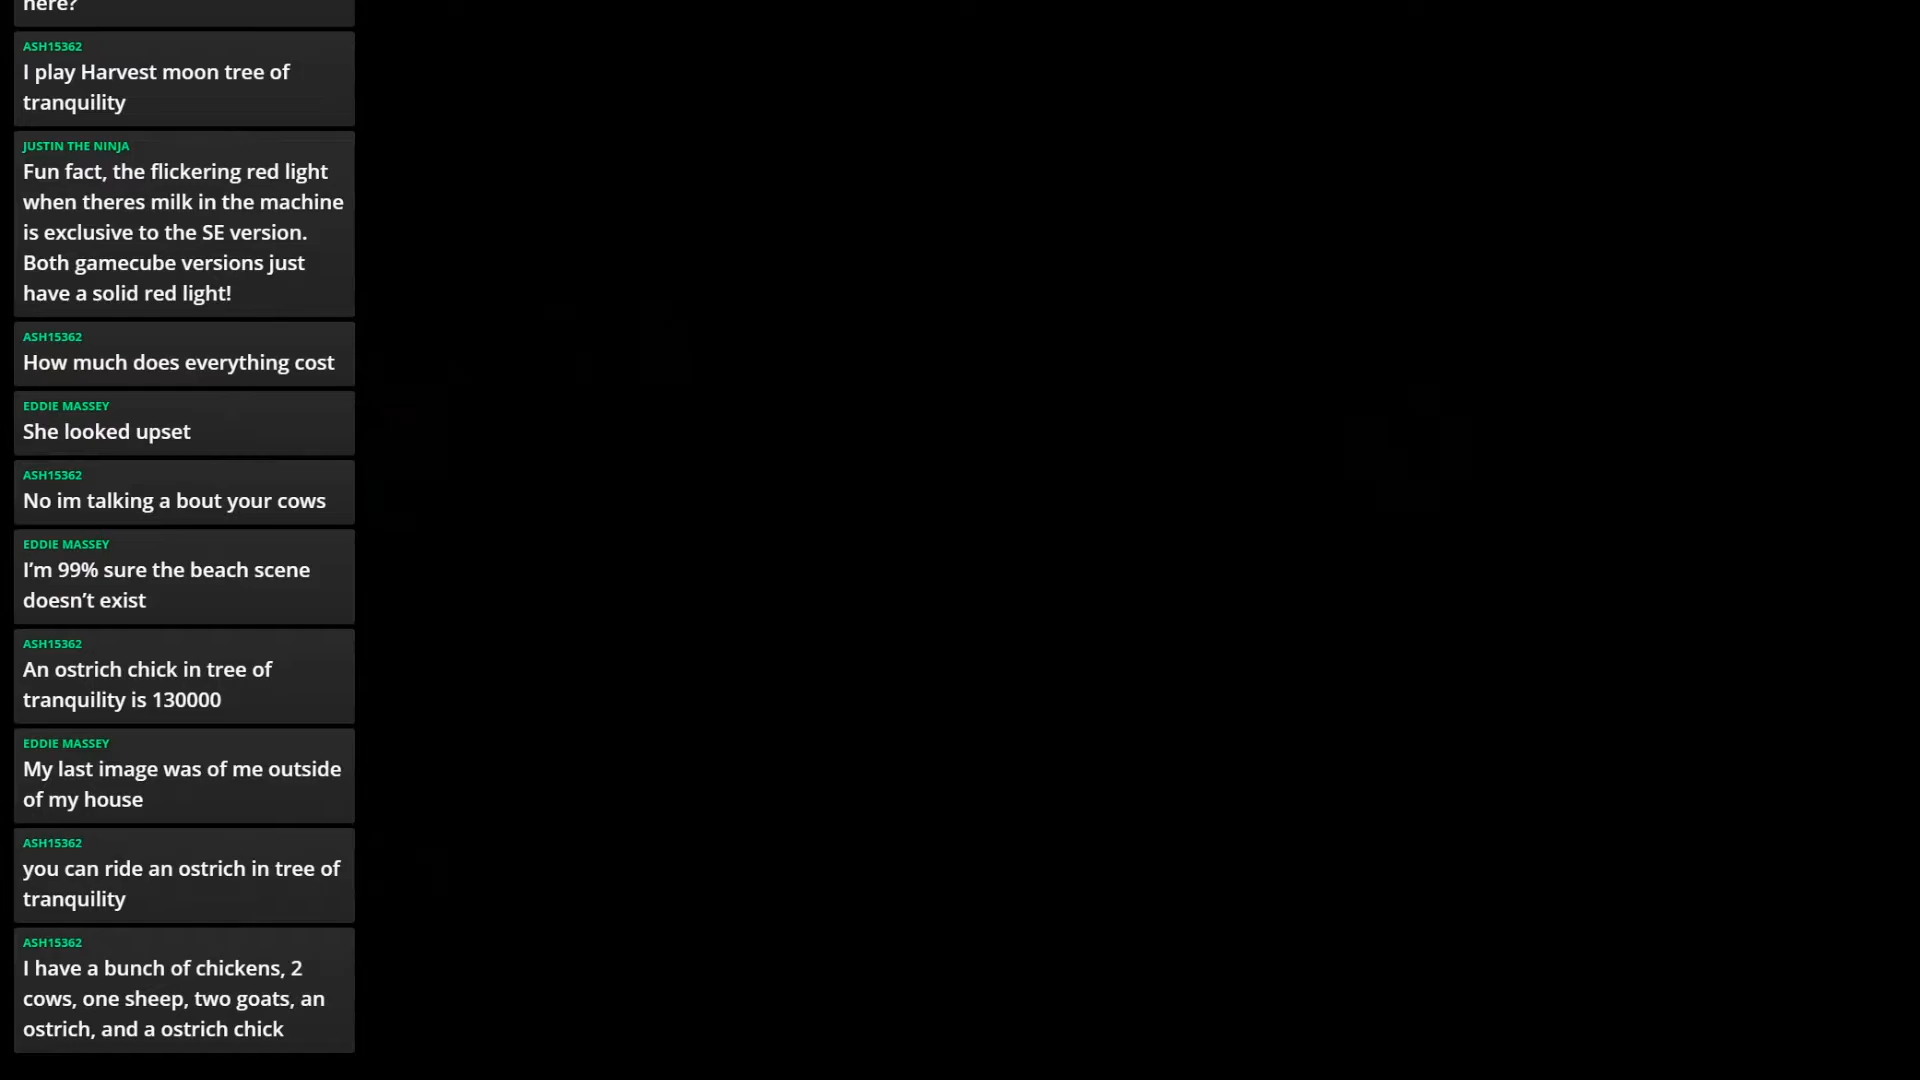 here?
ASH15362
I play Harvest moon tree of
tranquility
JUSTIN THE NINJA
Fun fact, the flickering red light
when theres milk in the machine
is exclusive to the SE version.
Both gamecube versions just
have a solid red light!
ASH15362
How much does everything cost
EDDIE MASSEY
She looked upset
ASH15362
No im talking a bout your cows
EDDIE MASSEY
I’m 99% sure the beach scene
doesn’t exist
ASH15362
An ostrich chick in tree of
tranquility is 130000
EDDIE MASSEY
My last image was of me outside
of my house
ASH15362
you can ride an ostrich in tree of
tranquility
ASH15362
I have a bunch of chickens, 2
cows, one sheep, two goats, an
ostrich, and a ostrich chick